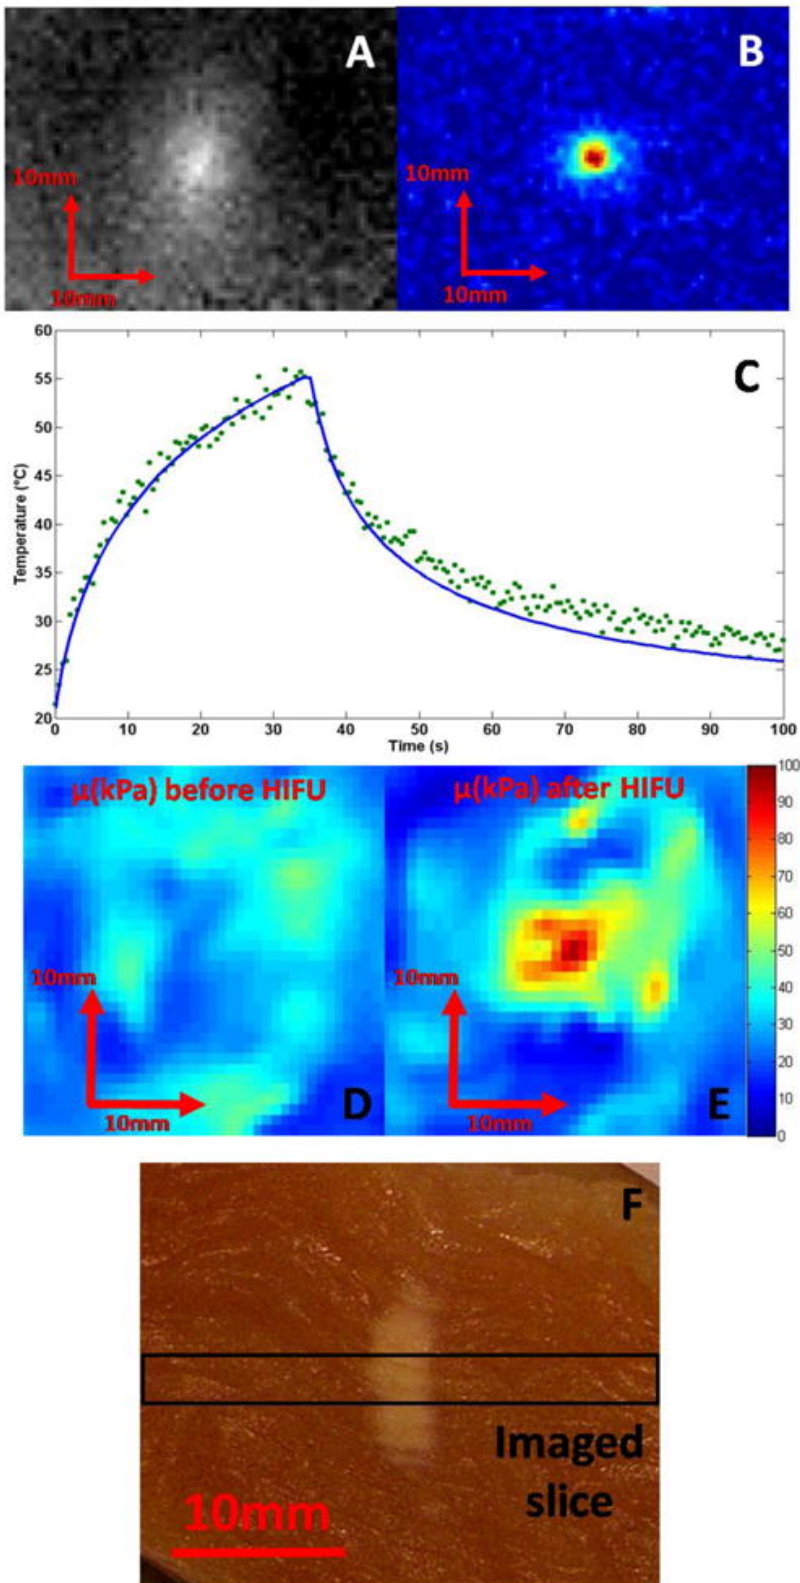 A
B
10mm
10mm
10mm
10mm
C
60
55
50
45
40
35
30
25
20
0 10 20 30 40 50 60 70 80 90 100
Temperature (°C)
Time (s)
μ(kPa) before HIFU
μ(kPa) after HIFU
100
90
80
70
60
50
40
30
20
10
0
10mm
10mm
10mm
10mm
D
E
F
Imaged
slice
10mm